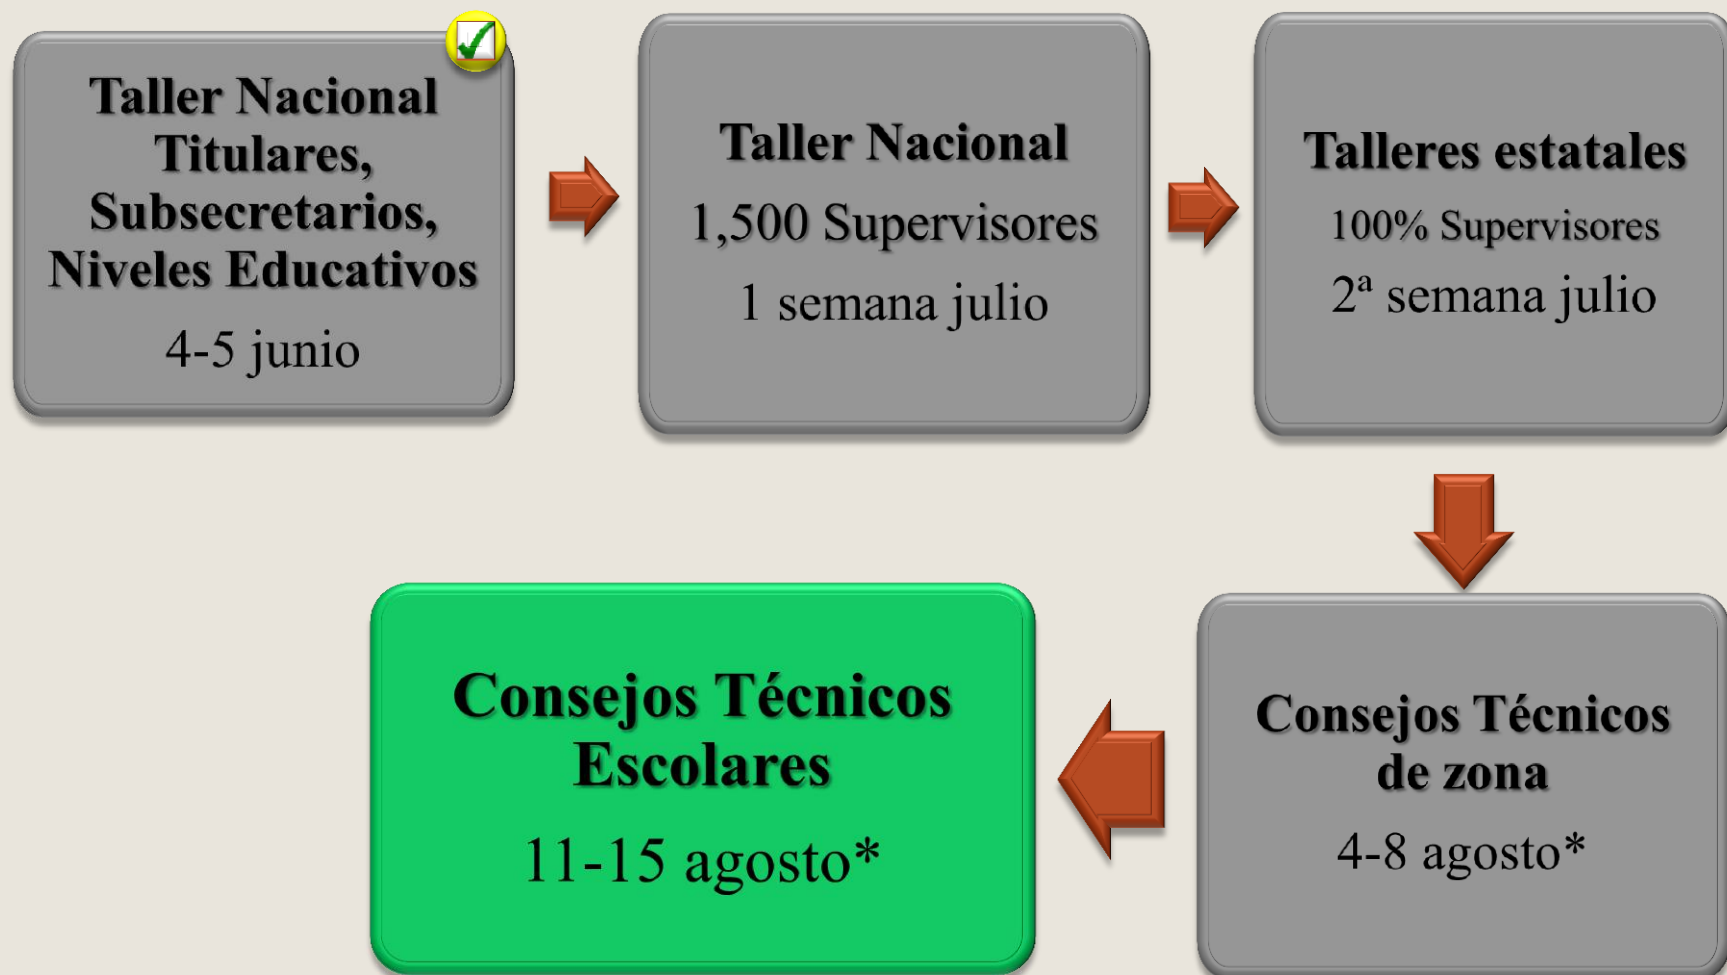 Taller Nacional
Titulares,
Subsecretarios,
Niveles Educativos
4-5 junio
Taller Nacional
1,500 Supervisores
1 semana julio
Talleres estatales
100% Supervisores
2ª semana julio
Consejos Técnicos
de zona
4-8 agosto*
Consejos Técnicos
Escolares
11-15 agosto*